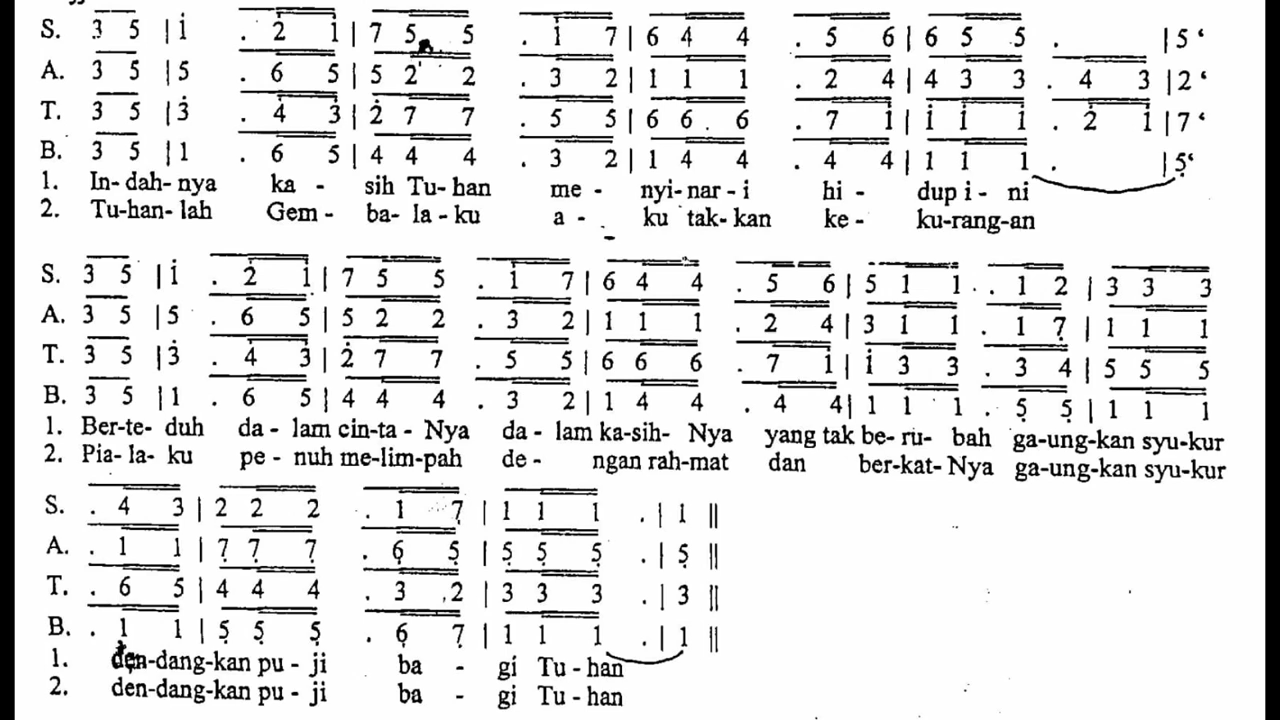 S. 3 5 | i̇ . 2̇ i̇ | 7 5 5 . i̇ 7 | 6 4 4 . 5 6 | 6 5 5 . | 5 ‘
A. 3 5 | 5 . 6 5 | 5 2 2 . 3 2 | 1 1 1 . 2 4 | 4 3 3 . 4 3 | 2 ‘
T. 3 5 | 3̇ . 4̇ 3̇ | 2̇ 7 7 . 5 5 | 6 6 6 . 7 i̇ | i̇ i̇ i̇ . 2̇ i̇ | 7 ‘
B. 3 5 | 1 . 6 5 | 4 4 4 . 3 2 | 1 4 4 . 4 4 | 1 1 1 . | 5̣ ‘
1. In- dah- nya ka - sih Tu- han me - nyi- nar - i hi - dup i - ni
2. Tu-han- lah Gem - ba- la - ku a - ku tak- kan ke - ku-rang-an
S. 3 5 | i̇ . 2̇ i̇ | 7 5 5 . i̇ 7 | 6 4 4 . 5 6 | 5 1 1 . 1 2 | 3 3 3
A. 3 5 | 5 . 6 5 | 5 2 2 . 3 2 | 1 1 1 . 2 4 | 3 1 1 . 1 7̣ | 1 1 1
T. 3 5 | 3̇ . 4̇ 3̇ | 2̇ 7 7 . 5 5 | 6 6 6 . 7 i̇ | i̇ 3 3 . 3 4 | 5 5 5
B. 3 5 | 1 . 6 5 | 4 4 4 . 3 2 | 1 4 4 . 4 4 | 1 1 1 . 5̣ 5̣ | 1 1 1
1. Ber-te- duh da - lam cin-ta - Nya da - lam ka-sih- Nya yang tak be- ru- bah ga-ung-kan syu-kur
2. Pia- la- ku pe - nuh me-lim-pah de - ngan rah-mat dan ber-kat- Nya ga-ung-kan syu-kur
S. . 4 3 | 2 2 2 . 1 7̣ | 1 1 1 . | 1 ||
A. . 1 1 | 7̣ 7̣ 7̣ . 6̣ 5̣ | 5̣ 5̣ 5̣ . | 5̣ ||
T. . 6 5 | 4 4 4 . 3 2 | 3 3 3 . | 3 ||
B. . 1 1 | 5̣ 5̣ 5̣ . 6̣ 7̣ | 1 1 1 . | 1 ||
1. den-dang-kan pu - ji ba - gi Tu - han
2. den-dang-kan pu - ji ba - gi Tu - han